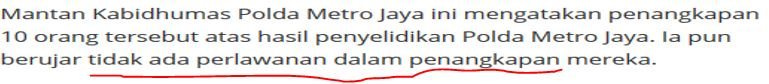 Mantan Kabidhumas Polda Metro Jaya ini mengatakan penangkapan
10 orang tersebut atas hasil penyelidikan Polda Metro Jaya. Ia pun
berujar tidak ada perlawanan dalam penangkapan mereka.